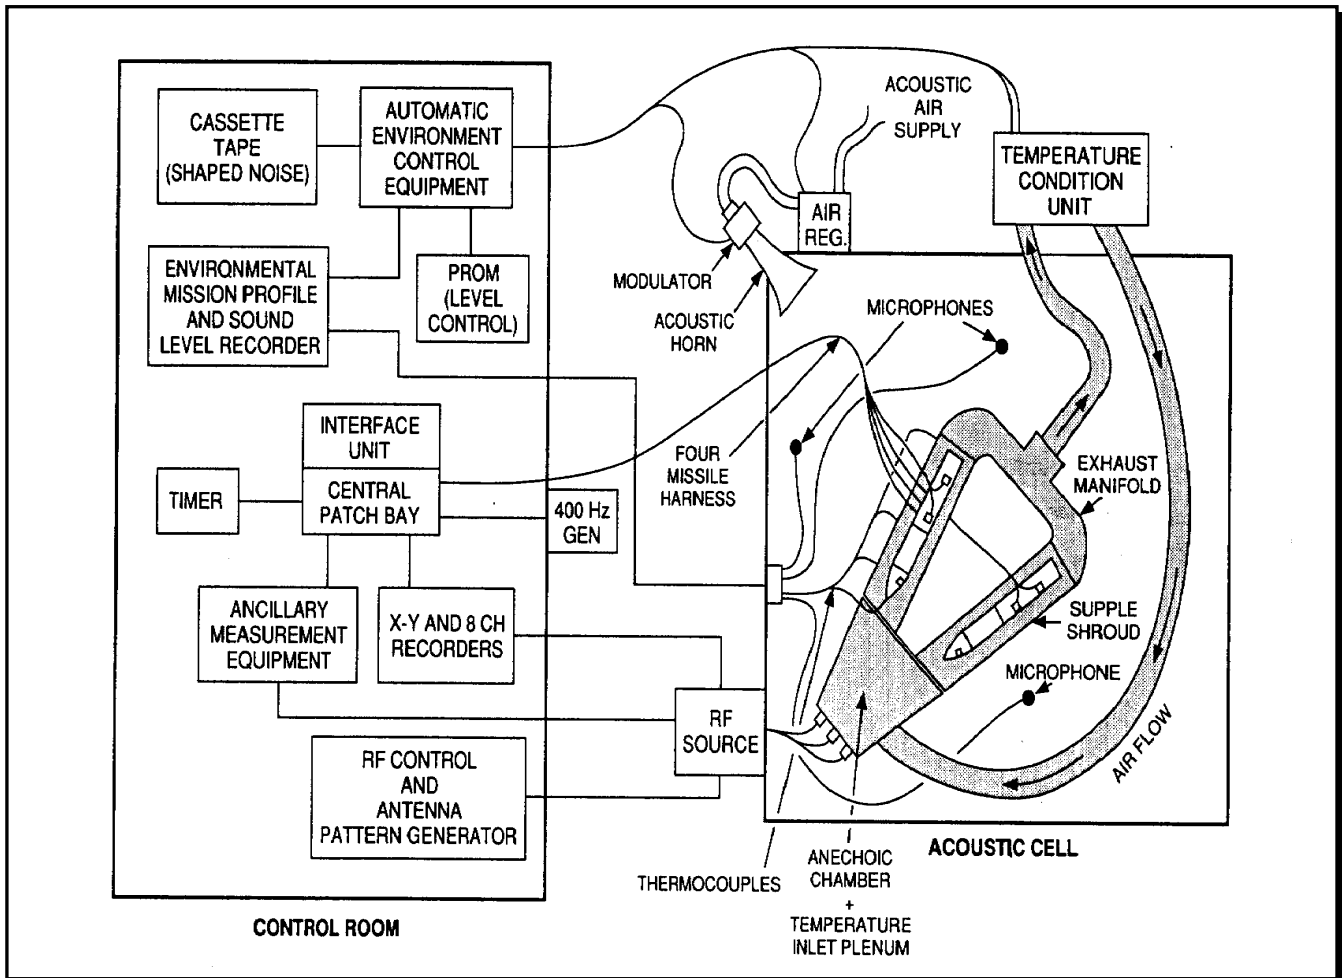 CASSETTE
TAPE
(SHAPED NOISE)
AUTOMATIC
ENVIRONMENT
CONTROL
EQUIPMENT
ENVIRONMENTAL
MISSION PROFILE
AND SOUND
LEVEL RECORDER
PROM
(LEVEL
CONTROL)
INTERFACE
UNIT
TIMER
CENTRAL
PATCH BAY
400 Hz
GEN
ANCILLARY
MEASUREMENT
EQUIPMENT
X-Y AND 8 CH
RECORDERS
RF
SOURCE
RF CONTROL
AND
ANTENNA
PATTERN GENERATOR
CONTROL ROOM
ACOUSTIC
AIR
SUPPLY
TEMPERATURE
CONDITION
UNIT
AIR
REG.
MODULATOR
ACOUSTIC
HORN
MICROPHONES
FOUR
MISSILE
HARNESS
EXHAUST
MANIFOLD
SUPPLE
SHROUD
MICROPHONE
AIR FLOW
ACOUSTIC CELL
THERMOCOUPLES
ANECHOIC
CHAMBER
+
TEMPERATURE
INLET PLENUM